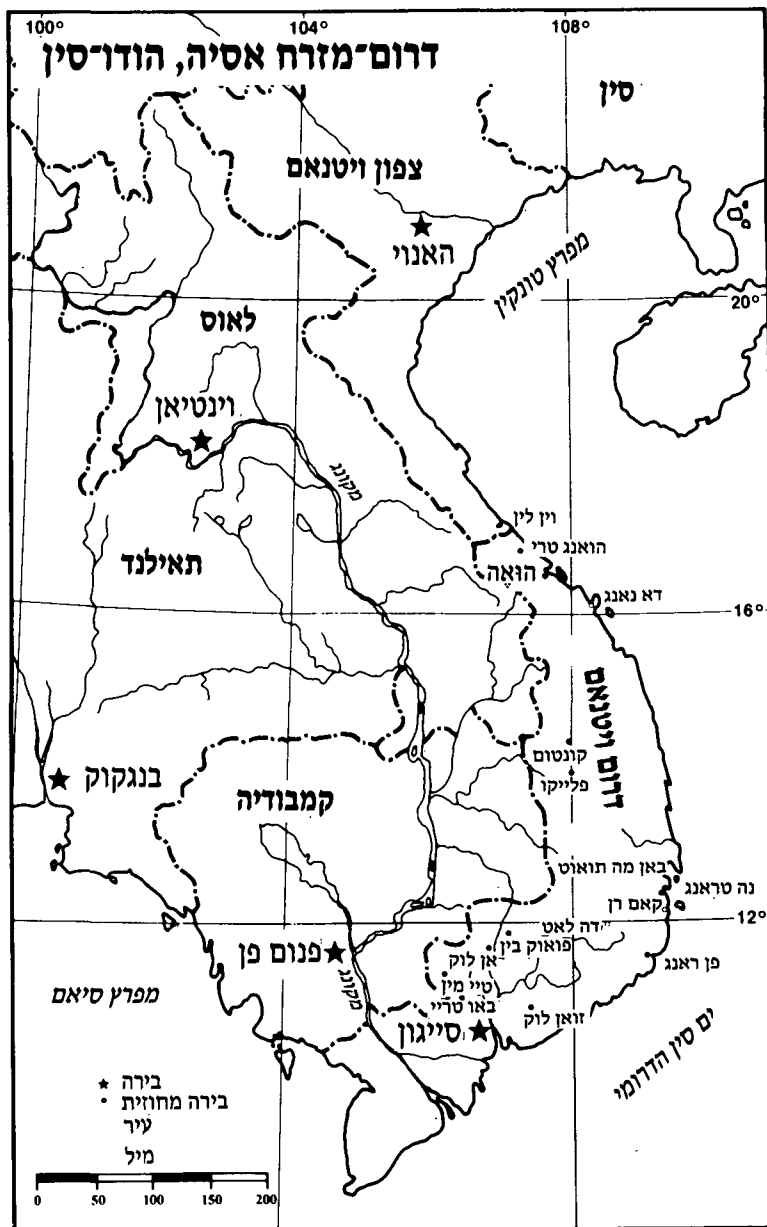 100° 104° 108°
דרום־מזרח אסיה, הודו־סין
סין
צפון ויטנאם
האנוי
מפרץ טונקין
20°
לאוס
וינטיאן
מקונג
וין לין
הואנג טרי
תאילנד
הואה
דא נאנג
16°
דרום ויטנאם
קונטום
פלייקו
בנגקוק
קמבודיה
באן מה תואוט
נה טראנג
קאם רן
12°
דה לאט
פואוק בין
אן לוק
פנום פן
פן ראנג
טיי מין
מקונג
באו טריי
מפרץ סיאם
זואן לוק
סייגון
ים סין הדרומי
בירה
בירה מחוזית
עיר
מיל
0 50 100 150 200